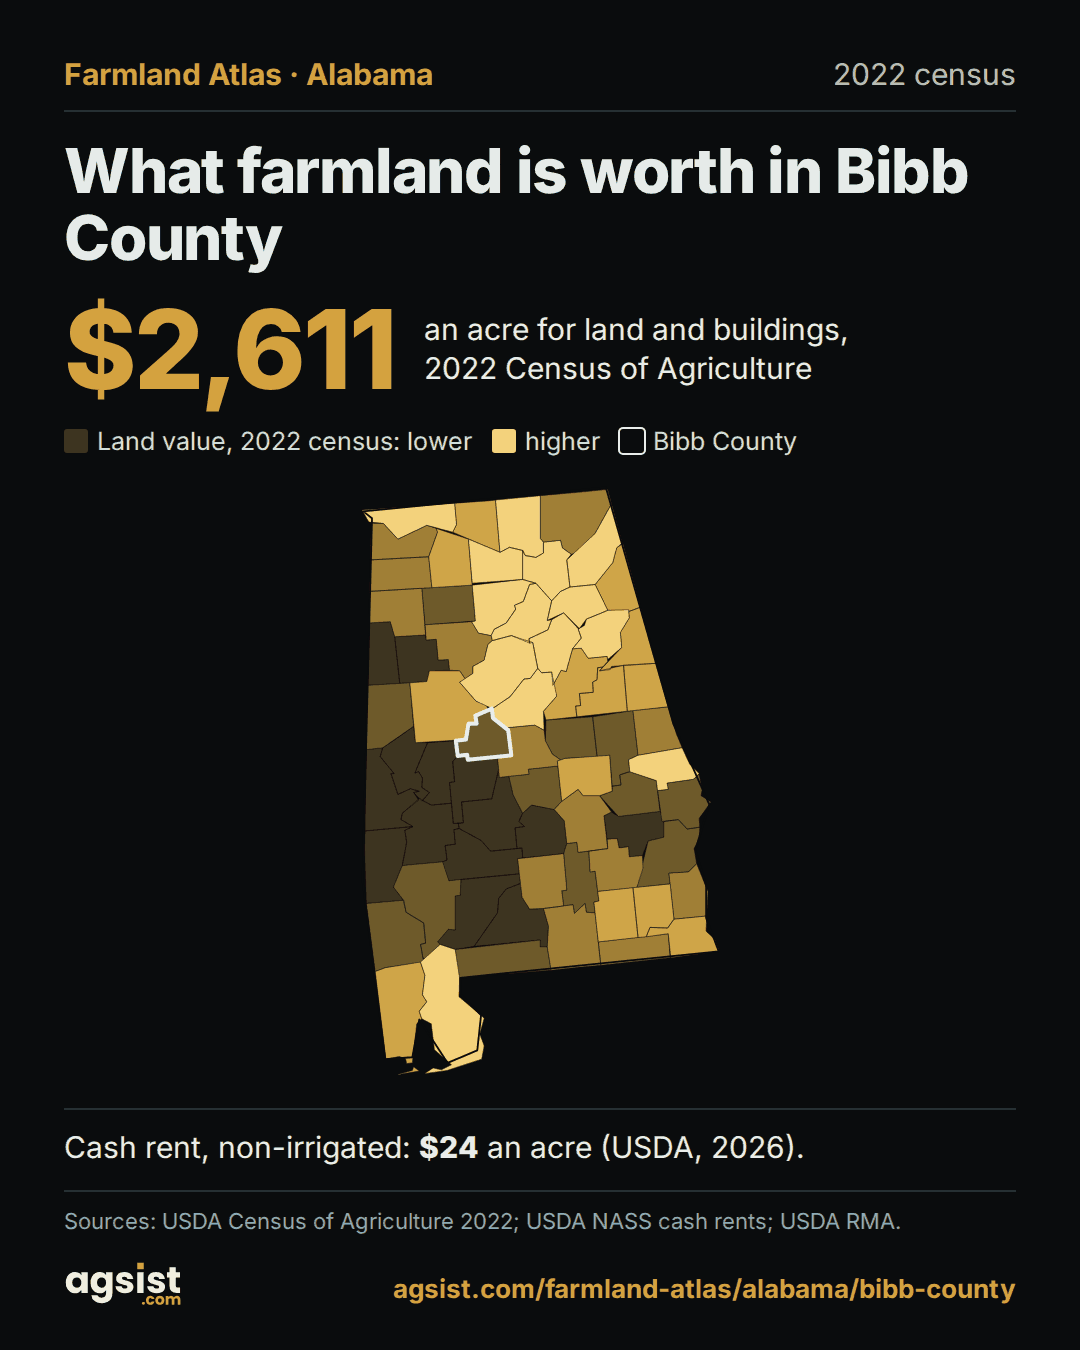 Farmland Atlas · Alabama
2022 census
What farmland is worth in Bibb
County
$2,611
an acre for land and buildings,
2022 Census of Agriculture
Land value, 2022 census: lower
higher
Bibb County
Cash rent, non-irrigated: $24 an acre (USDA, 2026).
Sources: USDA Census of Agriculture 2022; USDA NASS cash rents; USDA RMA.
agsist
.com
agsist.com/farmland-atlas/alabama/bibb-county